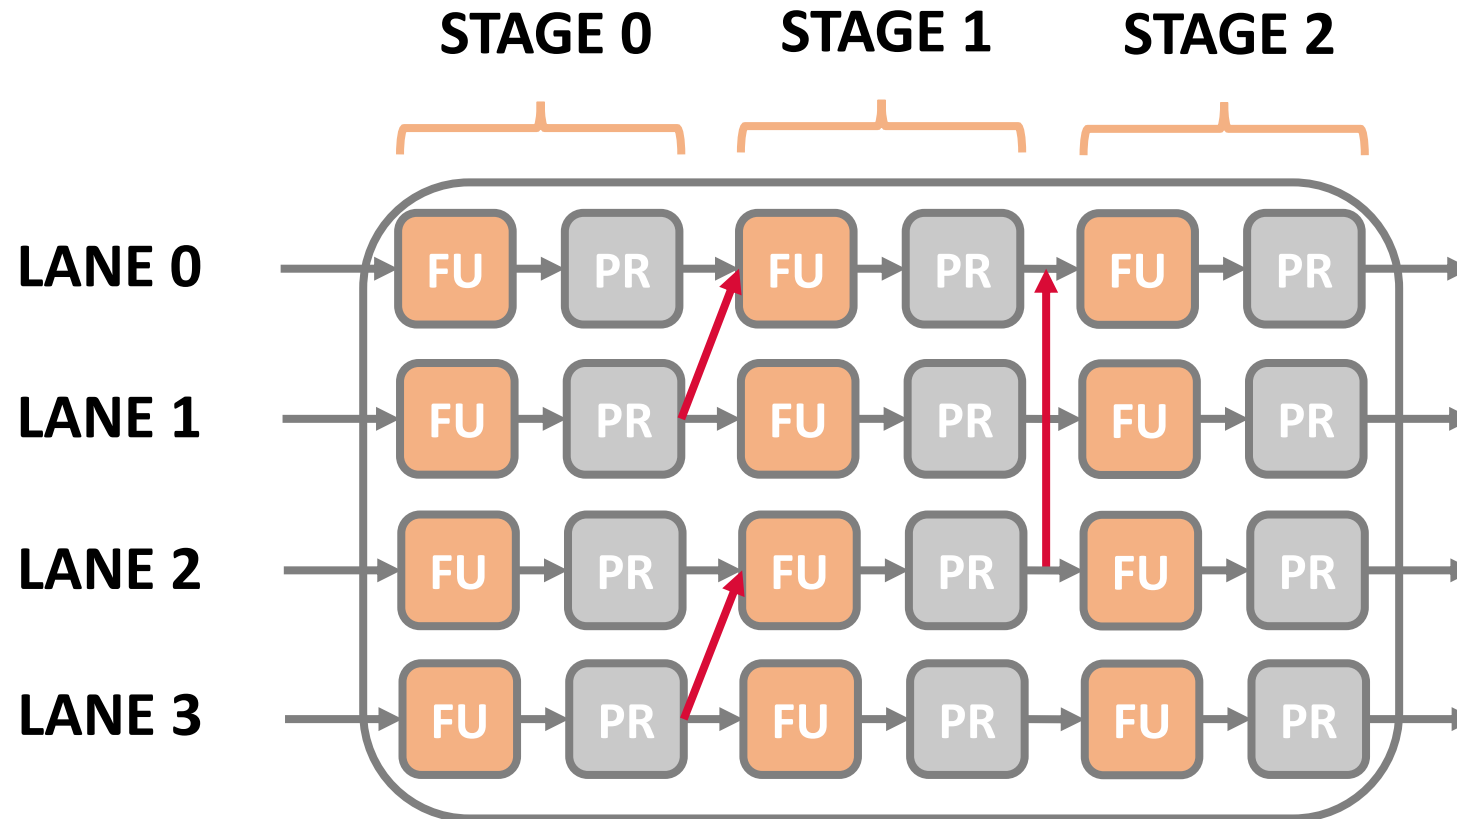 STAGE 0 STAGE 1 STAGE 2
LANE 0 FU PR FU PR FU PR
LANE 1 FU PR FU PR FU PR
LANE 2 FU PR FU PR FU PR
LANE 3 FU PR FU PR FU PR